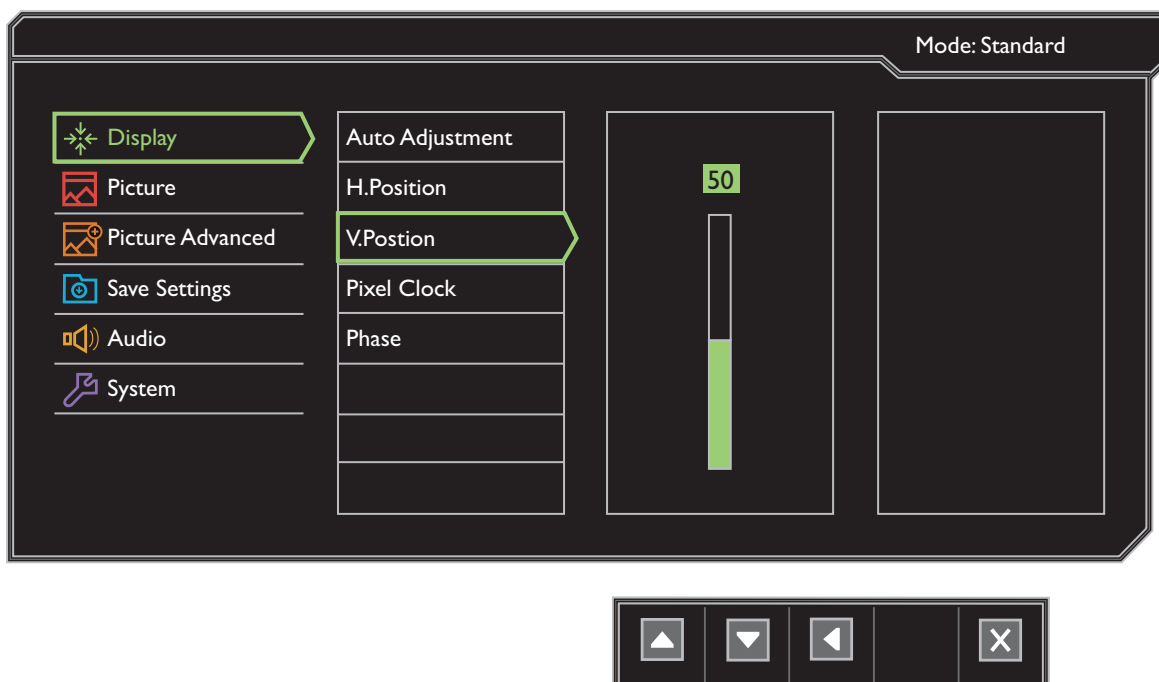 Mode: Standard
Display
Picture
Picture Advanced
Save Settings
Audio
System
Auto Adjustment
H.Position
V.Postion
Pixel Clock
Phase
50
X